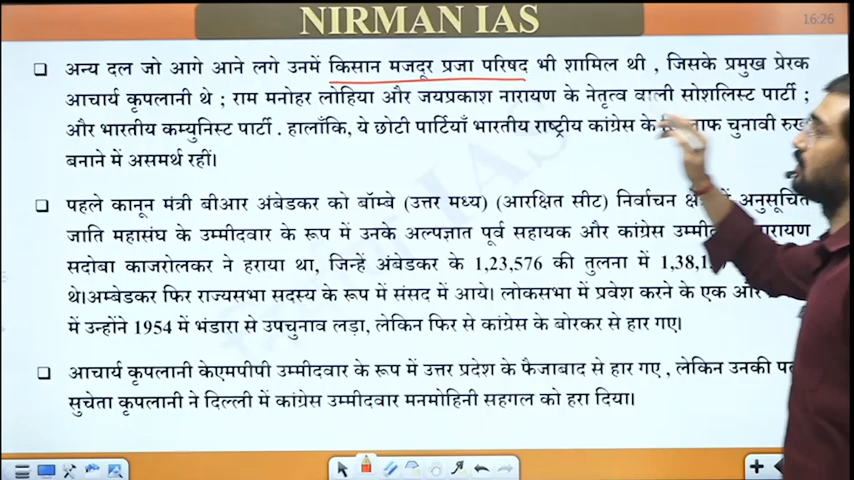 NIRMAN IAS
16:26
अन्य दल जो आगे आने लगे उनमें किसान मजदूर प्रजा परिषद भी शामिल थी , जिसके प्रमुख प्रेरक
आचार्य कृपलानी थे ; राम मनोहर लोहिया और जयप्रकाश नारायण के नेतृत्व वाली सोशलिस्ट पार्टी ;
और भारतीय कम्युनिस्ट पार्टी . हालाँकि, ये छोटी पार्टियाँ भारतीय राष्ट्रीय कांग्रेस के चुनावी
बनाने में असमर्थ रहीं।
पहले कानून मंत्री बीआर अंबेडकर को बॉम्बे (उत्तर मध्य) (आरक्षित सीट) निर्वाचन अनुसूचित
जाति महासंघ के उम्मीदवार के रूप में उनके अल्पज्ञात पूर्व सहायक और कांग्रेस
सदोबा काजरोलकर ने हराया था, जिन्हें अंबेडकर के 1,23,576 की तुलना में
थे।अम्बेडकर फिर राज्यसभा सदस्य के रूप में संसद में आये। लोकसभा में प्रवेश करने के एक और
में उन्होंने 1954 में भंडारा से उपचुनाव लड़ा, लेकिन फिर से कांग्रेस के बोरकर से हार गए।
आचार्य कृपलानी केएमपीपी उम्मीदवार के रूप में उत्तर प्रदेश के फैजाबाद से हार गए , लेकिन उनकी
सुचेता कृपलानी ने दिल्ली में कांग्रेस उम्मीदवार मनमोहिनी सहगल को हरा दिया।